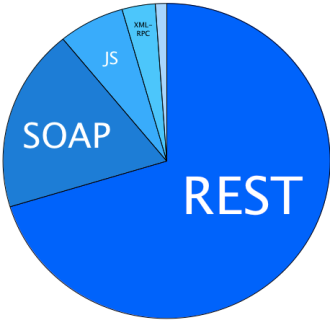 XML-
RPC
JS
SOAP
REST